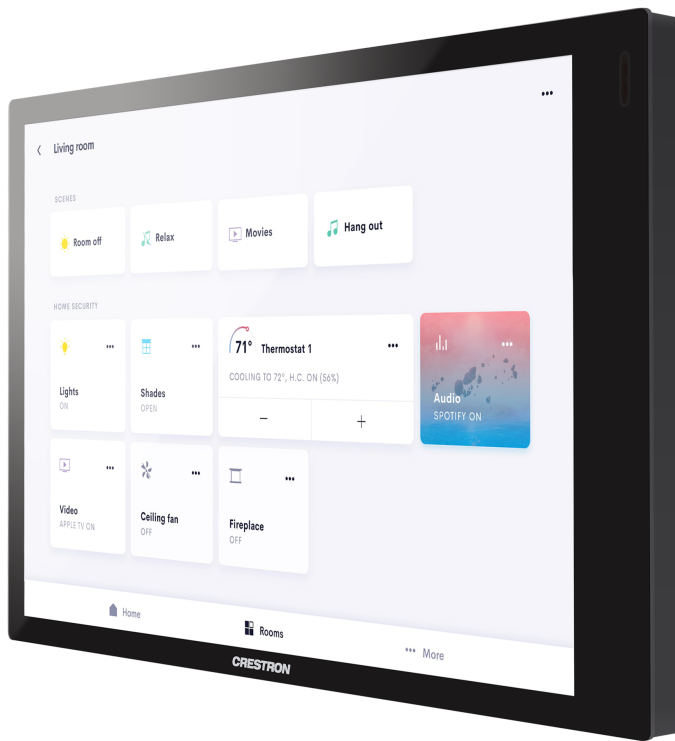 Living room
SCENES
Room off
Relax
Movies
Hang out
HOME SECURITY
Lights
ON
Shades
OPEN
71° Thermostat 1
COOLING TO 72°, H.C. ON (56%)
Audio
SPOTIFY ON
Video
APPLE TV ON
Ceiling fan
OFF
Fireplace
OFF
Home
Rooms
More
CRESTRON